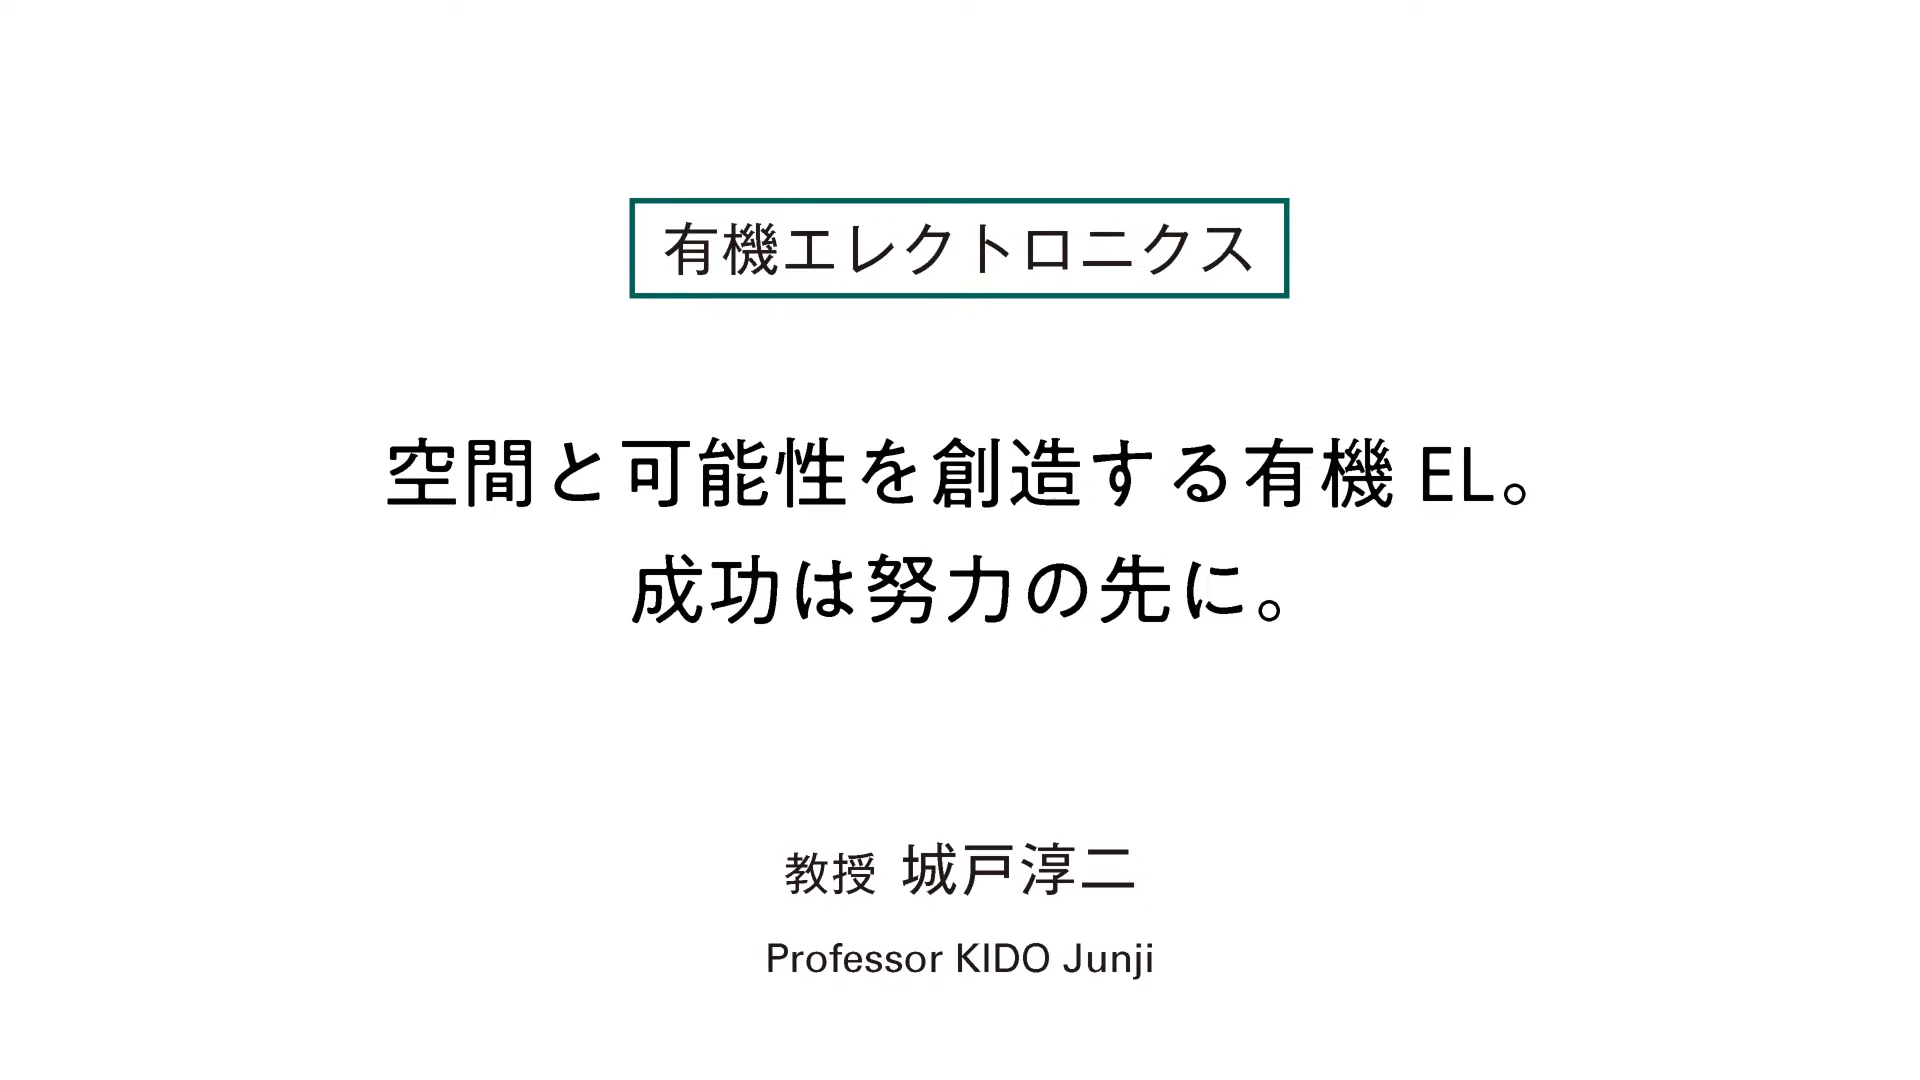 有機エレクトロニクス
空間と可能性を創造する有機 EL。
成功は努力の先に。
教授 城戸淳二
Professor KIDO Junji